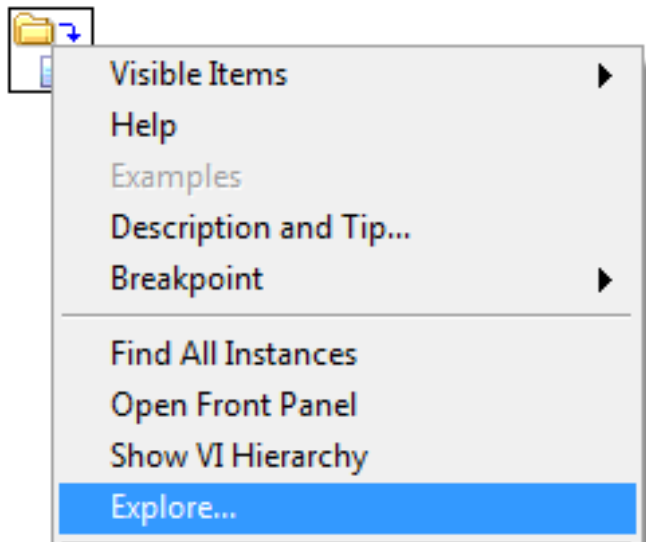 Visible Items
Help
Examples
Description and Tip...
Breakpoint
Find All Instances
Open Front Panel
Show VI Hierarchy
Explore...